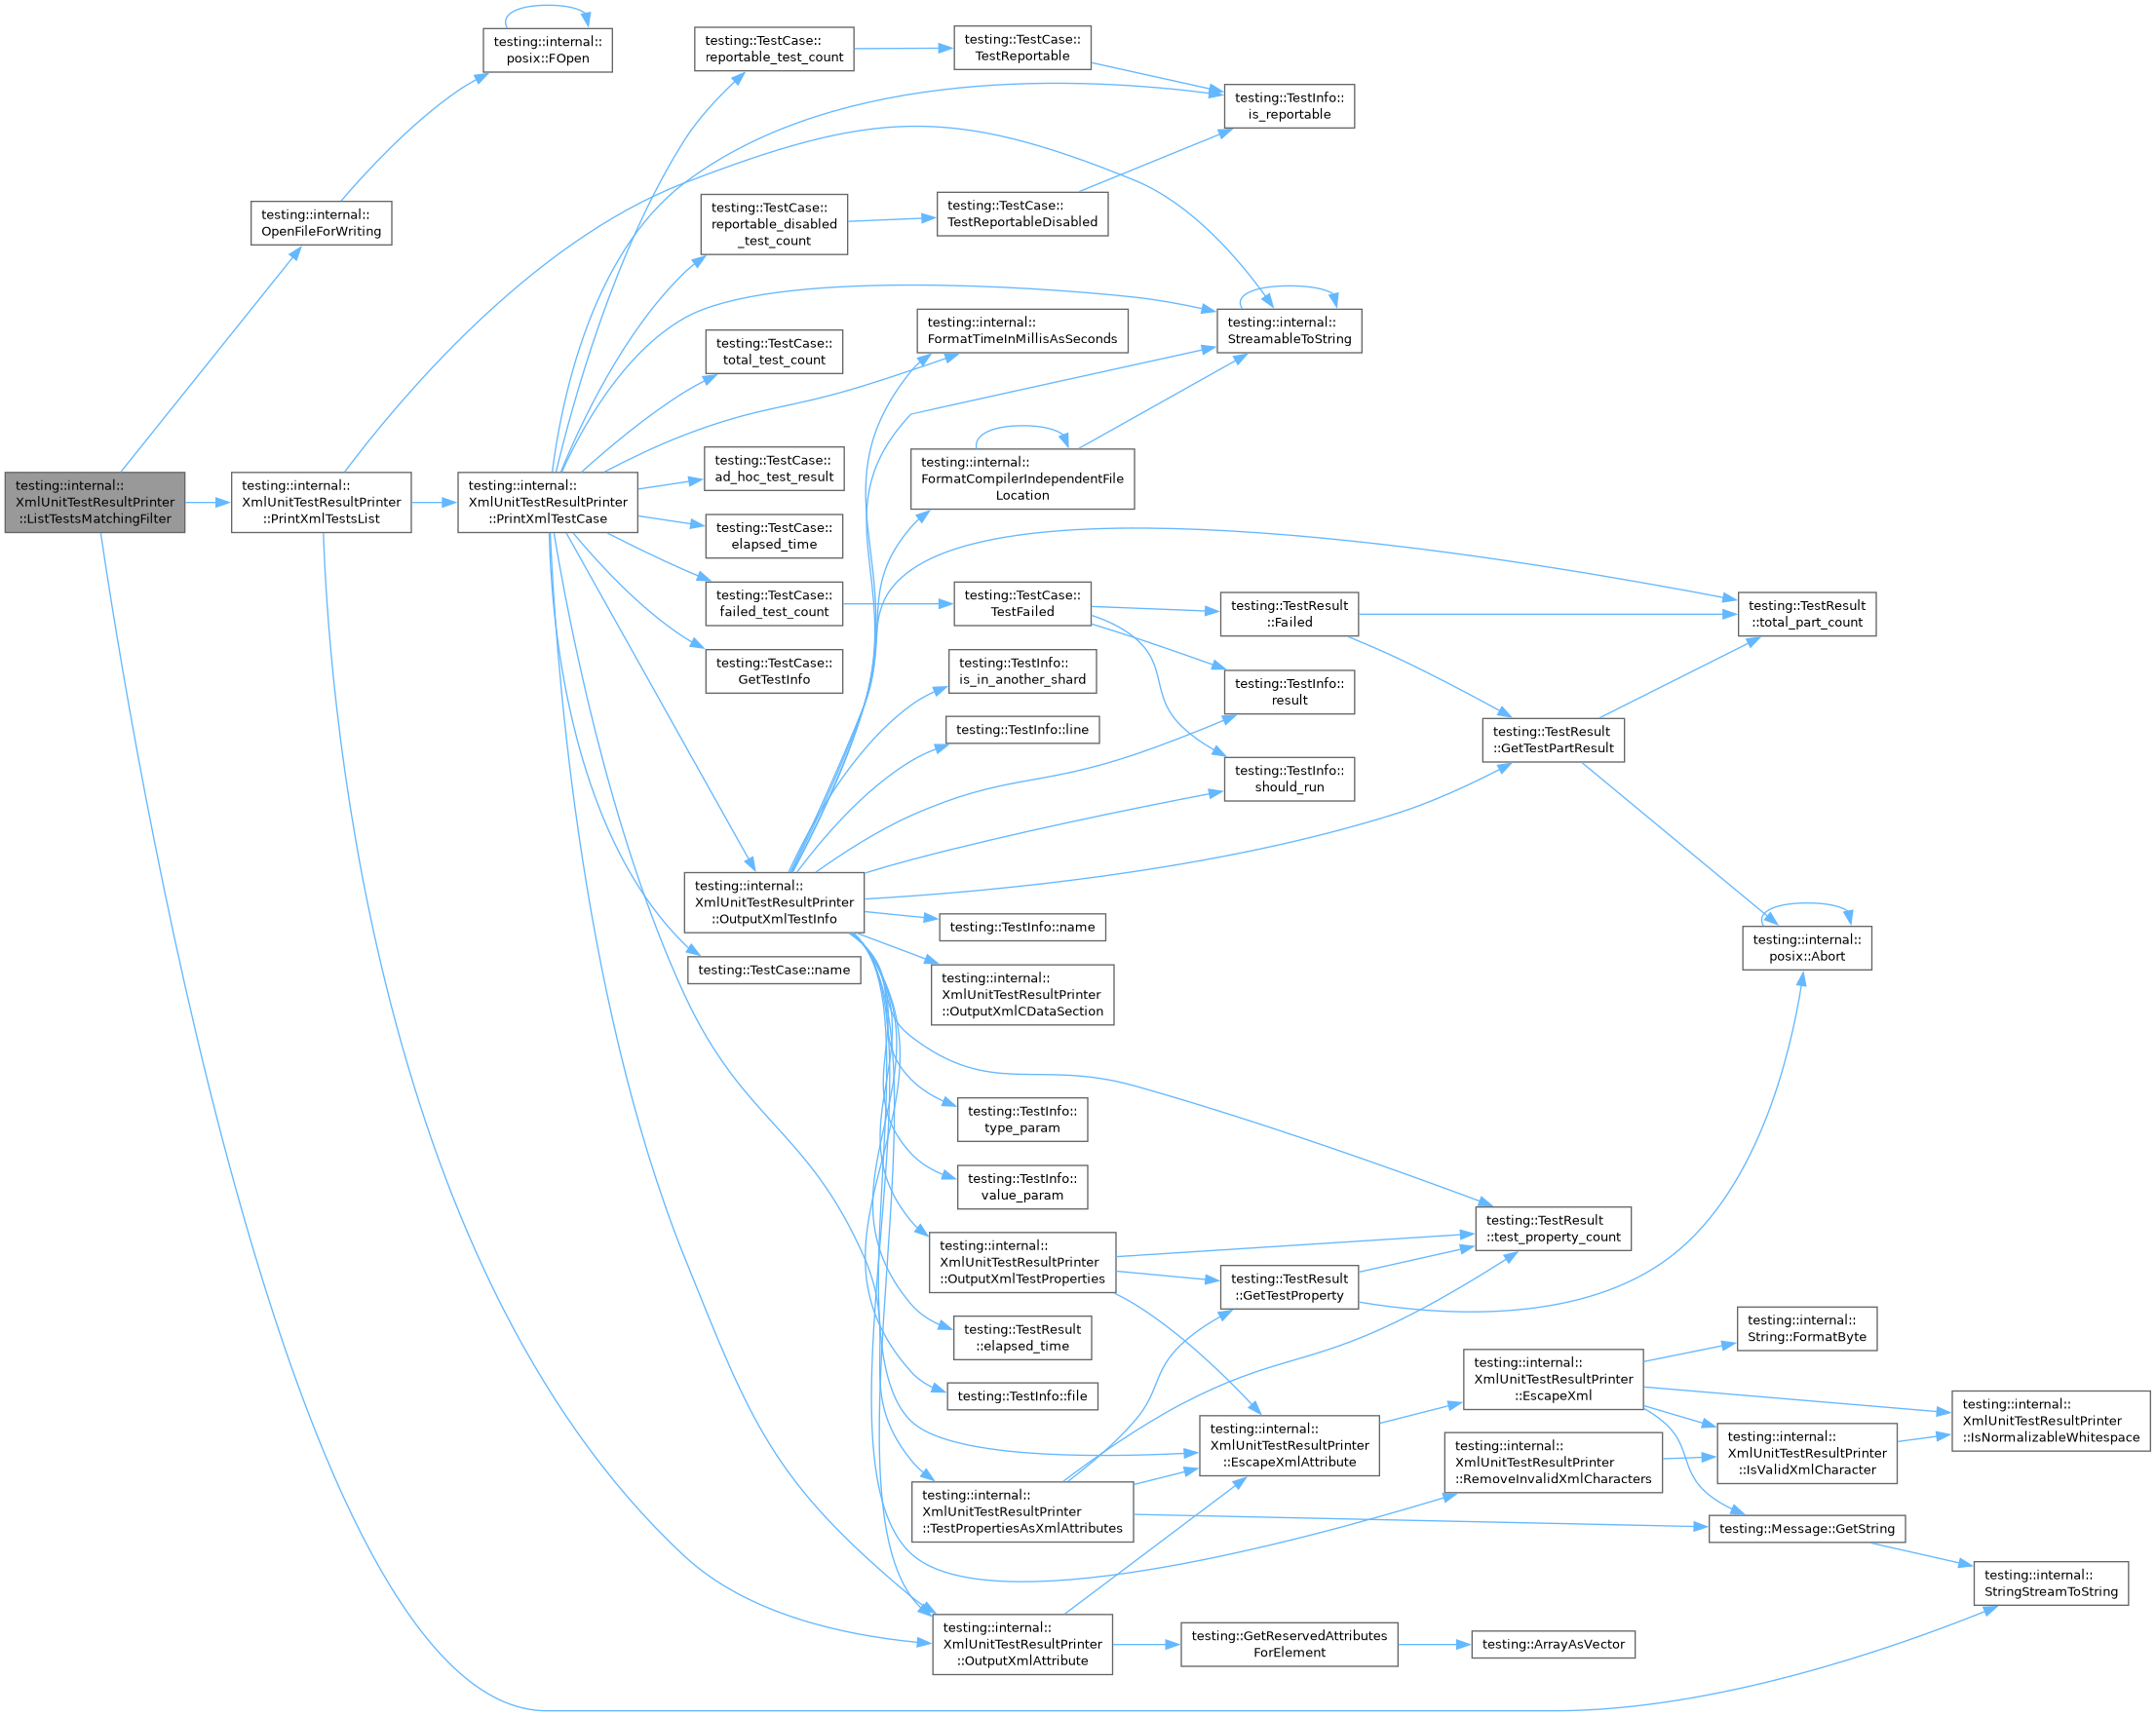 testing::internal::
XmlUnitTestResultPrinter
::ListTestsMatchingFilter
testing::internal::
OpenFileForWriting
testing::internal::
XmlUnitTestResultPrinter
::PrintXmlTestsList
testing::internal::
posix::FOpen
testing::internal::
XmlUnitTestResultPrinter
::PrintXmlTestCase
testing::TestCase::
reportable_test_count
testing::TestCase::
reportable_disabled
_test_count
testing::TestCase::
total_test_count
testing::TestCase::
ad_hoc_test_result
testing::TestCase::
elapsed_time
testing::TestCase::
failed_test_count
testing::TestCase::
GetTestInfo
testing::internal::
XmlUnitTestResultPrinter
::OutputXmlTestInfo
testing::TestCase::name
testing::TestCase::
TestReportable
testing::TestCase::
TestReportableDisabled
testing::internal::
FormatTimeInMillisAsSeconds
testing::internal::
FormatCompilerIndependentFile
Location
testing::TestCase::
TestFailed
testing::TestInfo::
is_in_another_shard
testing::TestInfo::line
testing::TestInfo::name
testing::internal::
XmlUnitTestResultPrinter
::OutputXmlCDataSection
testing::TestInfo::
type_param
testing::TestInfo::
value_param
testing::internal::
XmlUnitTestResultPrinter
::OutputXmlTestProperties
testing::TestResult
::elapsed_time
testing::TestInfo::file
testing::internal::
XmlUnitTestResultPrinter
::TestPropertiesAsXmlAttributes
testing::internal::
XmlUnitTestResultPrinter
::OutputXmlAttribute
testing::TestInfo::
is_reportable
testing::internal::
StreamableToString
testing::TestResult
::Failed
testing::TestInfo::
result
testing::TestInfo::
should_run
testing::TestResult
::GetTestProperty
testing::internal::
XmlUnitTestResultPrinter
::EscapeXmlAttribute
testing::GetReservedAttributes
ForElement
testing::TestResult
::GetTestPartResult
testing::TestResult
::test_property_count
testing::internal::
XmlUnitTestResultPrinter
::EscapeXml
testing::internal::
XmlUnitTestResultPrinter
::RemoveInvalidXmlCharacters
testing::ArrayAsVector
testing::TestResult
::total_part_count
testing::internal::
posix::Abort
testing::internal::
String::FormatByte
testing::internal::
XmlUnitTestResultPrinter
::IsValidXmlCharacter
testing::Message::GetString
testing::internal::
XmlUnitTestResultPrinter
::IsNormalizableWhitespace
testing::internal::
StringStreamToString